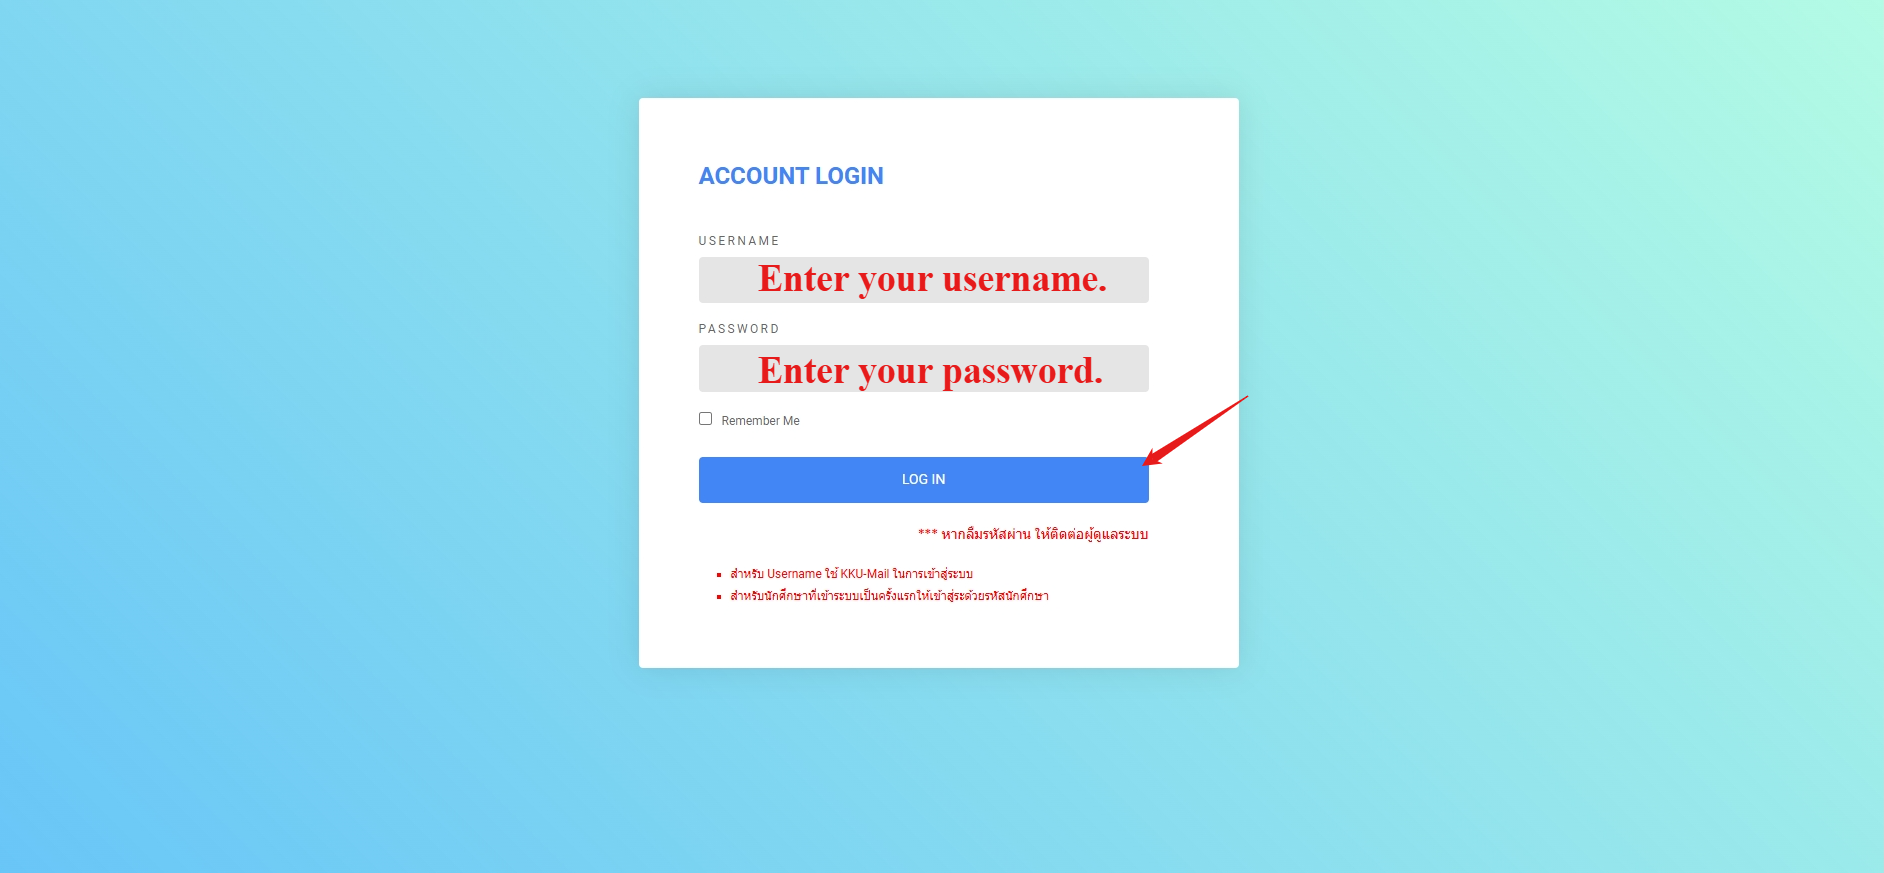 ACCOUNT LOGIN
USERNAME
Enter your username.
PASSWORD
Enter your password.
Remember Me
LOG IN
*** หากลืมรหัสผ่าน ให้ติดต่อผู้ดูแลระบบ
สำหรับ Username ใช้ KKU-Mail ในการเข้าสู่ระบบ
สำหรับนักศึกษาที่เข้าระบบเป็นครั้งแรกให้เข้าสู่ระด้วยรหัสนักศึกษา